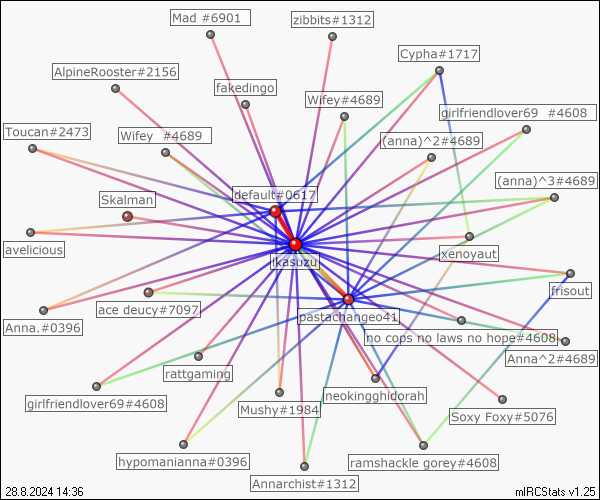 Mad #6901
zibbits#1312
Cypha#1717
AlpineRooster#2156
fakedingo
Wifey#4689
girlfriendlover69  #4608
Toucan#2473
Wifey  #4689
(anna)^2#4689
(anna)^3#4689
default#0617
Skalman
avelicious
xenoyaut
ikasuzu
frisout
ace deucy#7097
pastachangeo41
Anna.#0396
no cops no laws no hope#4608
Anna^2#4689
rattgaming
neokingghidorah
girlfriendlover69#4608
Mushy#1984
Soxy Foxy#5076
hypomanianna#0396
ramshackle gorey#4608
Annarchist#1312
28.8.2024 14:36
mIRCStats v1.25